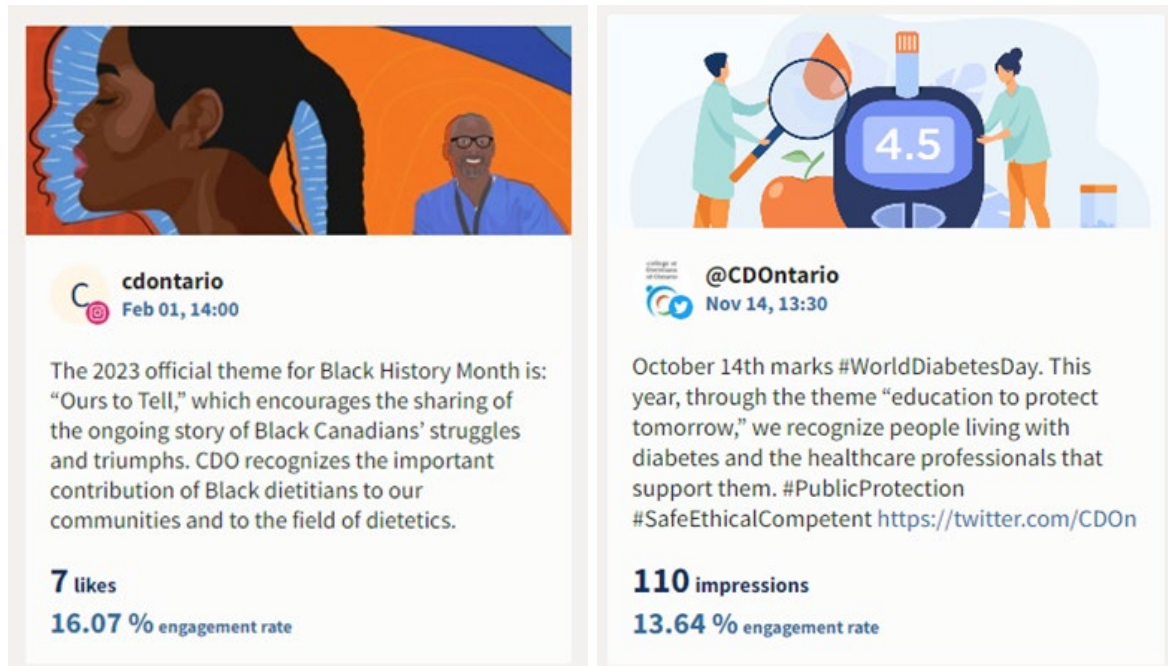 cdontario
Feb 01, 14:00
The 2023 official theme for Black History Month is:
“Ours to Tell,” which encourages the sharing of
the ongoing story of Black Canadians’ struggles
and triumphs. CDO recognizes the important
contribution of Black dietitians to our
communities and to the field of dietetics.
7 likes
16.07 % engagement rate
4.5
college of
Dietitians
of Ontario
@CDOntario
Nov 14, 13:30
October 14th marks #WorldDiabetesDay. This
year, through the theme “education to protect
tomorrow,” we recognize people living with
diabetes and the healthcare professionals that
support them. #PublicProtection
#SafeEthicalCompetent https://twitter.com/CDOn
110 impressions
13.64 % engagement rate